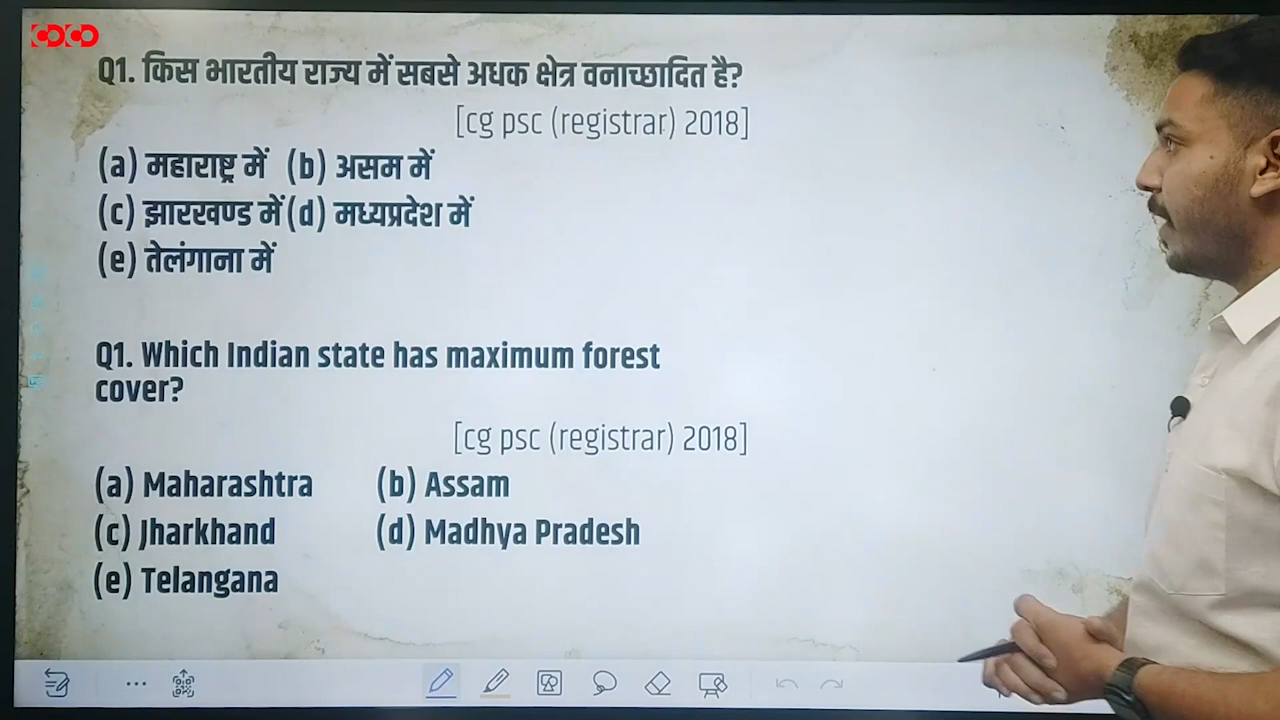 Q1. किस भारतीय राज्य में सबसे अधक क्षेत्र वनाच्छादित है?
[cg psc (registrar) 2018]
(a) महाराष्ट्र में (b) असम में
(c) झारखण्ड में (d) मध्यप्रदेश में
(e) तेलंगाना में
Q1. Which Indian state has maximum forest
cover?
[cg psc (registrar) 2018]
(a) Maharashtra (b) Assam
(c) Jharkhand (d) Madhya Pradesh
(e) Telangana